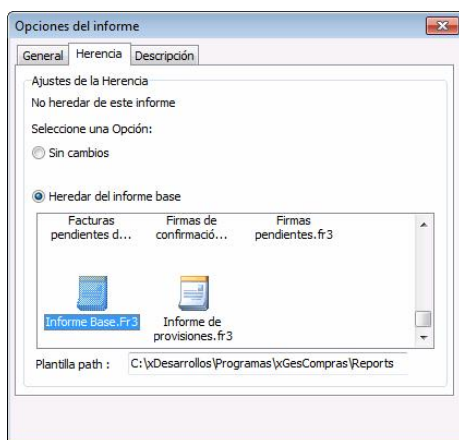 Opciones del informe
General Herencia Descripción
Ajustes de la Herencia
No heredar de este informe
Seleccione una Opción:
Sin cambios
Heredar del informe base
Facturas pendientes d...
Firmas de confirmació...
Firmas pendientes.fr3
Informe Base.Fr3
Informe de provisiones.fr3
Plantilla path : C:\xDesarrollos\Programas\xGesCompras\Reports